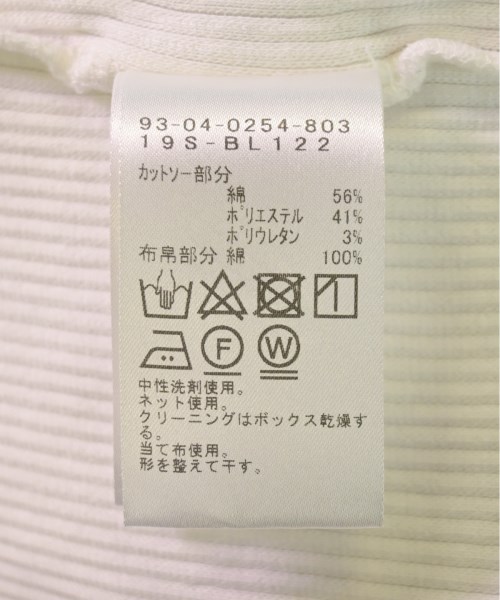 93-04-0254-803
19S-BL122
カットソー部分
綿 56%
ポリエステル 41%
ポリウレタン 3%
布帛部分 綿 100%
F W
中性洗剤使用。
ネット使用。
クリーニングはボックス乾燥す
る。
当て布使用。
形を整えて干す。